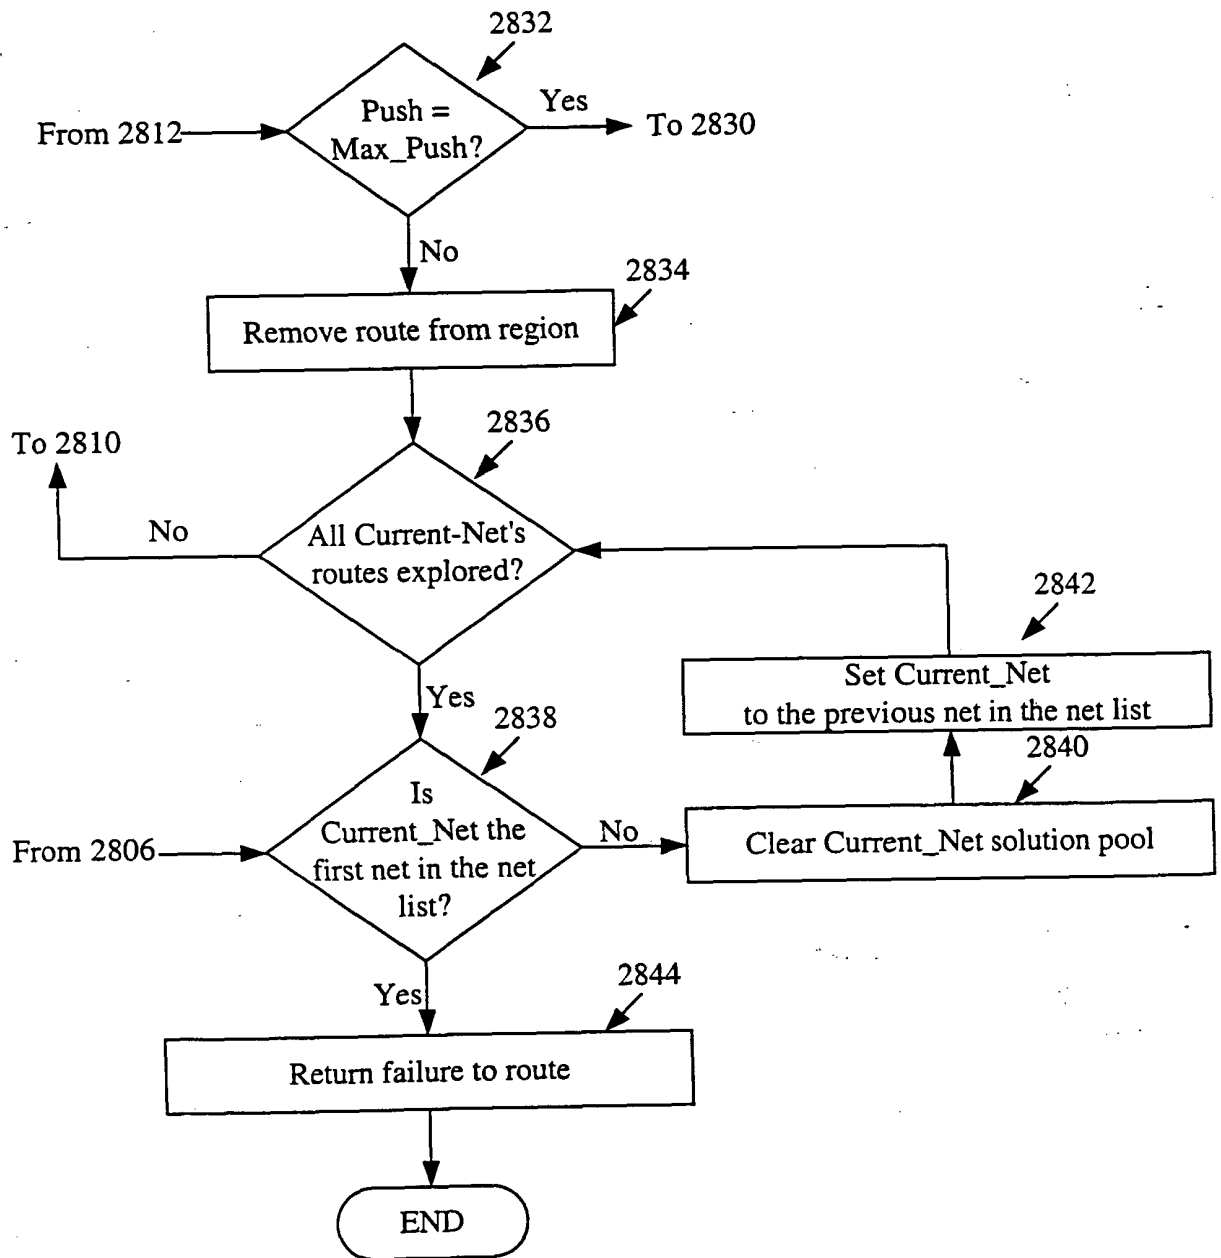 2832
Push =
Max_Push?
Yes
From 2812
To 2830
No
2834
Remove route from region
2836
To 2810
No
All Current-Net's
routes explored?
2842
Set Current_Net
to the previous net in the net list
Yes
2838
2840
Is
Current_Net the
first net in the net
list?
From 2806
No
Clear Current_Net solution pool
Yes
2844
Return failure to route
END